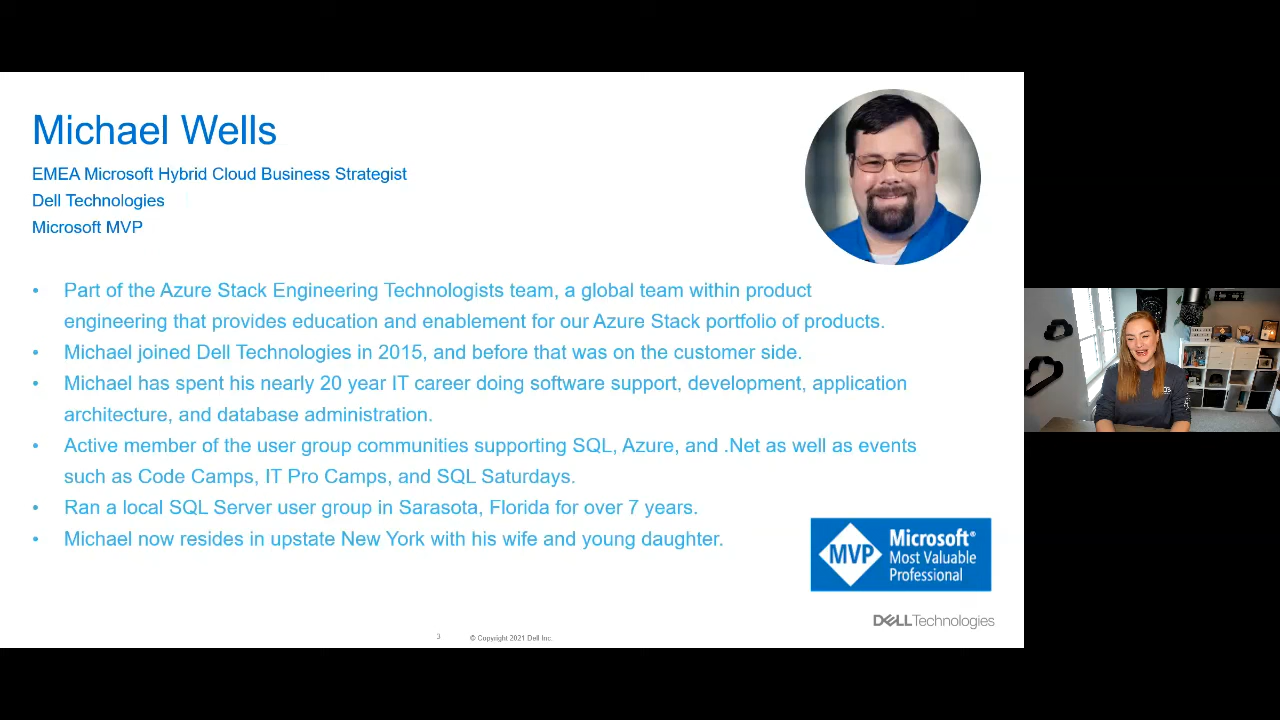 Michael Wells
EMEA Microsoft Hybrid Cloud Business Strategist
Dell Technologies
Microsoft MVP
• Part of the Azure Stack Engineering Technologists team, a global team within product
engineering that provides education and enablement for our Azure Stack portfolio of products.
• Michael joined Dell Technologies in 2015, and before that was on the customer side.
• Michael has spent his nearly 20 year IT career doing software support, development, application
architecture, and database administration.
• Active member of the user group communities supporting SQL, Azure, and .Net as well as events
such as Code Camps, IT Pro Camps, and SQL Saturdays.
• Ran a local SQL Server user group in Sarasota, Florida for over 7 years.
• Michael now resides in upstate New York with his wife and young daughter.
MVP
Microsoft®
Most Valuable
Professional
DELL Technologies
3 © Copyright 2021 Dell Inc.